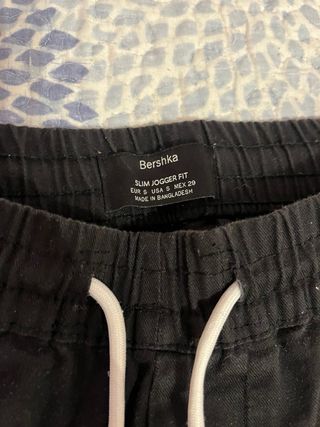 Bershka
SLIM JOGGER FIT
EUR S USA S MEX 29
MADE IN BANGLADESH